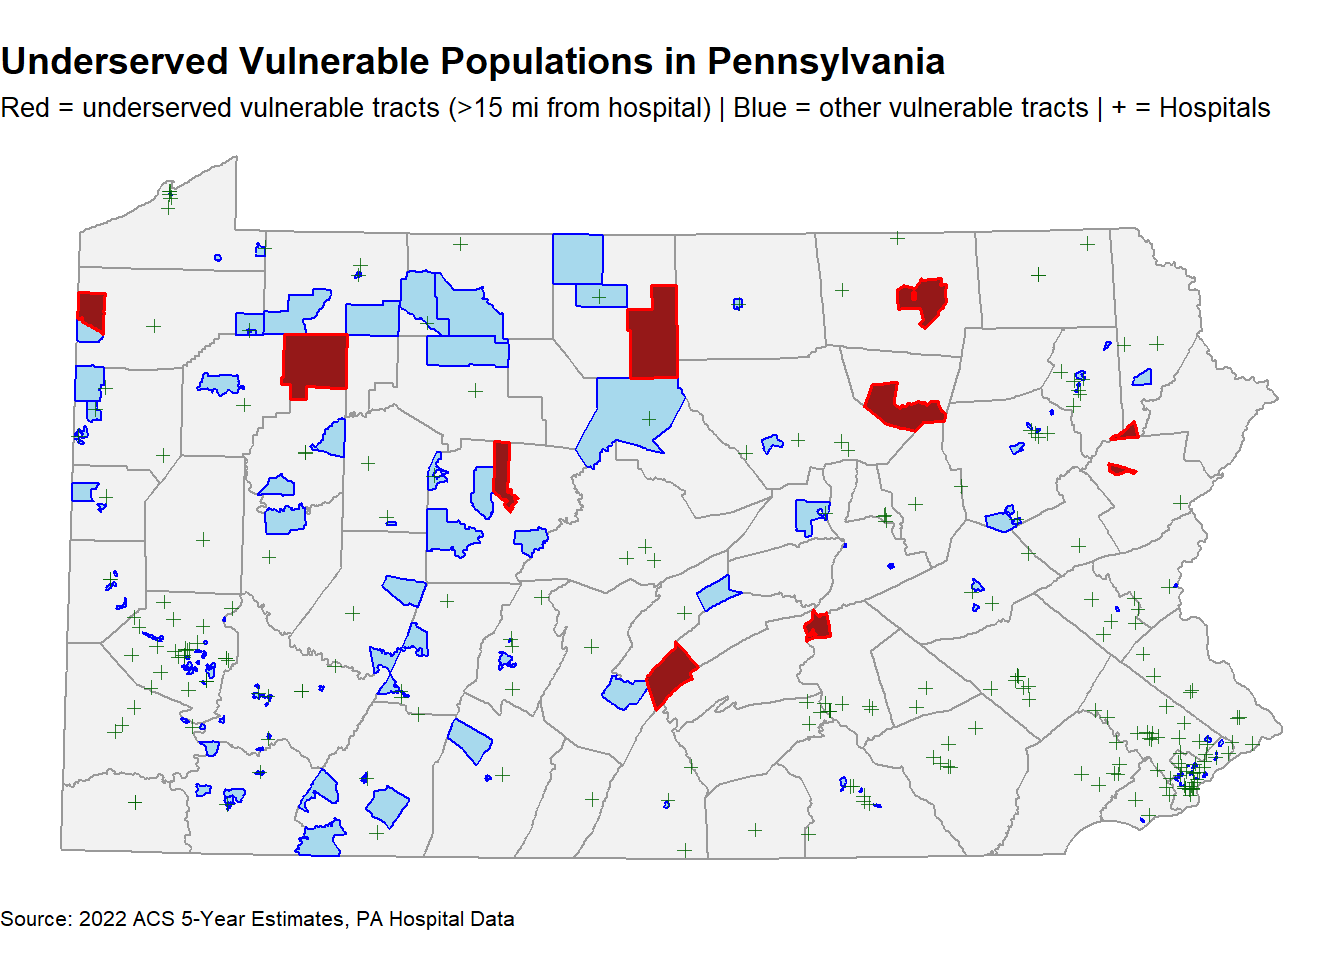 Underserved Vulnerable Populations in Pennsylvania
Red = underserved vulnerable tracts (>15 mi from hospital) | Blue = other vulnerable tracts | + = Hospitals
Source: 2022 ACS 5-Year Estimates, PA Hospital Data